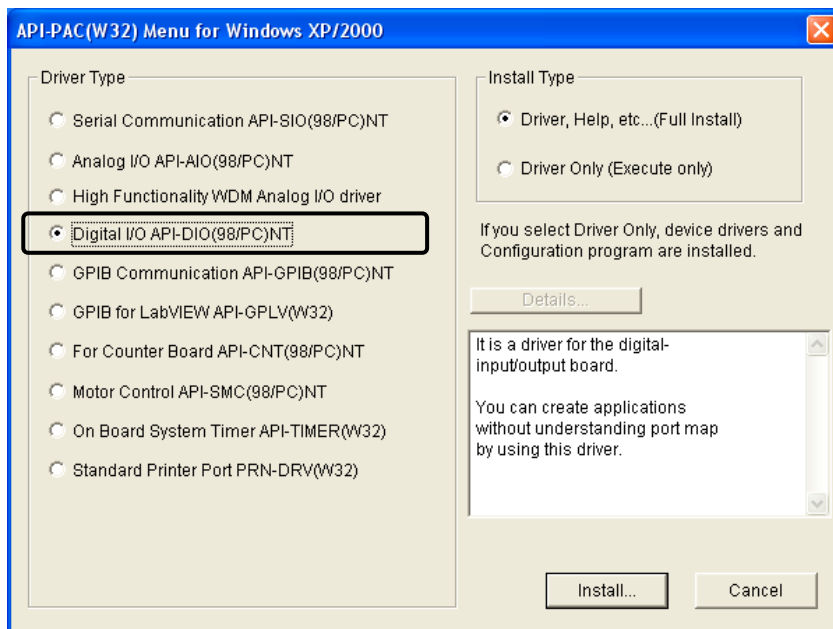 API-PAC(W32) Menu for Windows XP/2000
Driver Type
Serial Communication API-SIO(98/PC)NT
Analog I/O API-AIO(98/PC)NT
High Functionality WDM Analog I/O driver
Digital I/O API-DIO(98/PC)NT
GPIB Communication API-GPIB(98/PC)NT
GPIB for LabVIEW API-GPLV(W32)
For Counter Board API-CNT(98/PC)NT
Motor Control API-SMC(98/PC)NT
On Board System Timer API-TIMER(W32)
Standard Printer Port PRN-DRV(W32)
Install Type
Driver, Help, etc...(Full Install)
Driver Only (Execute only)
If you select Driver Only, device drivers and
Configuration program are installed.
Details...
It is a driver for the digital-
input/output board.
You can create applications
without understanding port map
by using this driver.
Install...
Cancel